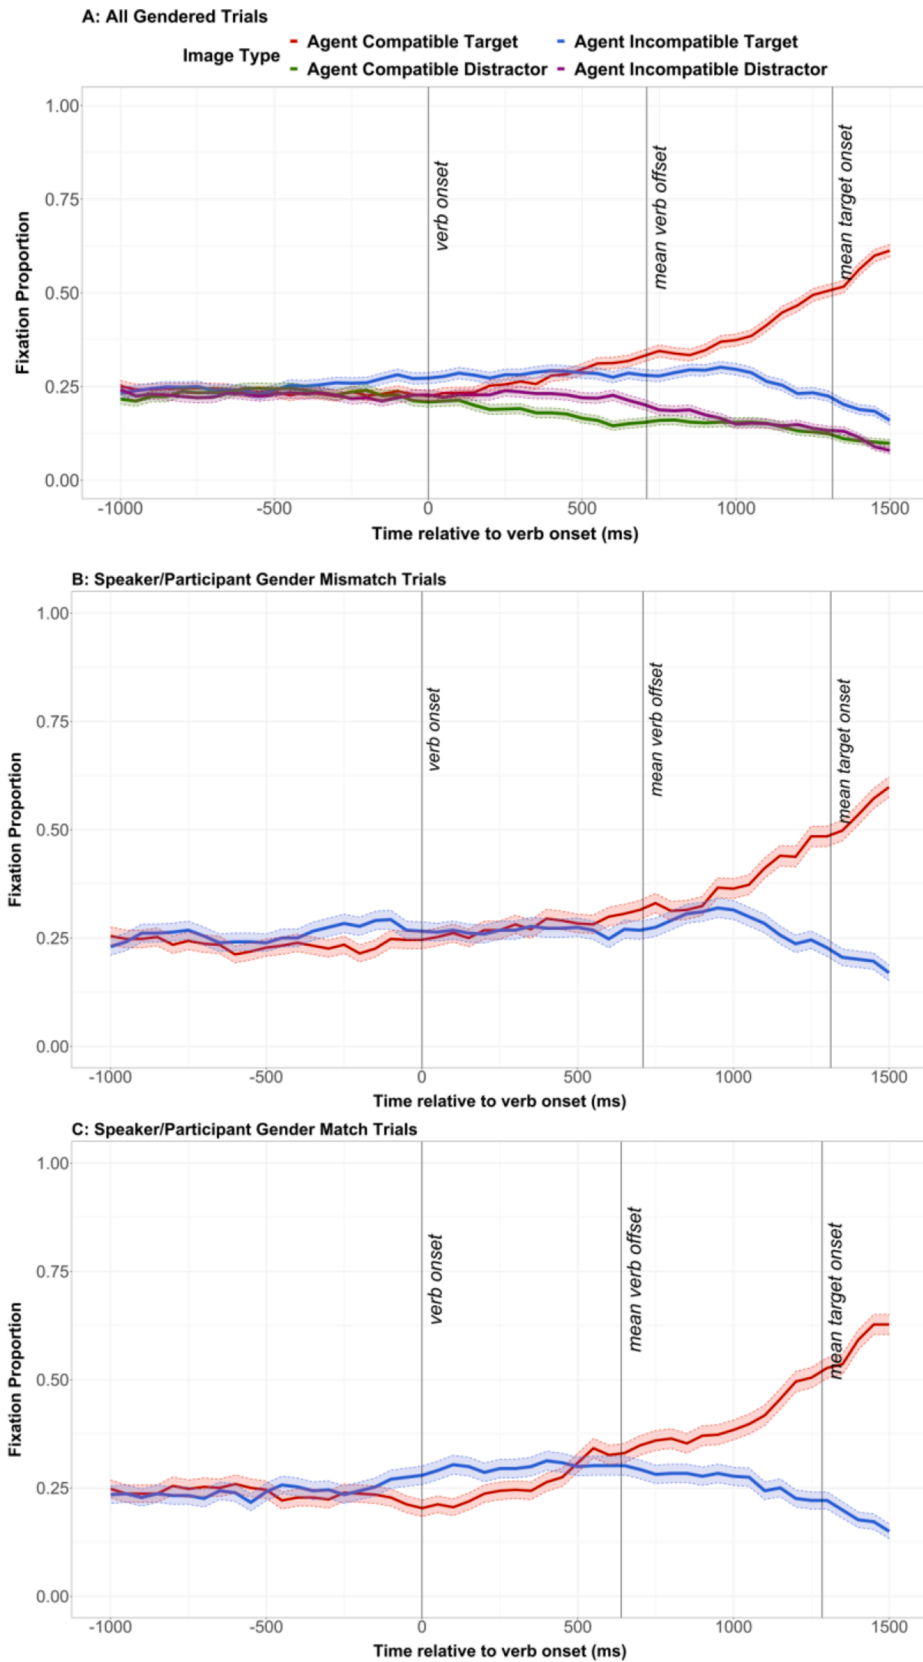 A: All Gendered Trials
Image Type
Agent Compatible Target
Agent Incompatible Target
Agent Compatible Distractor
Agent Incompatible Distractor
1.00
0.75
0.50
0.25
0.00
Fixation Proportion
verb onset
mean verb offset
mean target onset
-1000
-500
0
500
1000
1500
Time relative to verb onset (ms)
B: Speaker/Participant Gender Mismatch Trials
1.00
0.75
0.50
0.25
0.00
Fixation Proportion
verb onset
mean verb offset
mean target onset
-1000
-500
0
500
1000
1500
Time relative to verb onset (ms)
C: Speaker/Participant Gender Match Trials
1.00
0.75
0.50
0.25
0.00
Fixation Proportion
verb onset
mean verb offset
mean target onset
-1000
-500
0
500
1000
1500
Time relative to verb onset (ms)